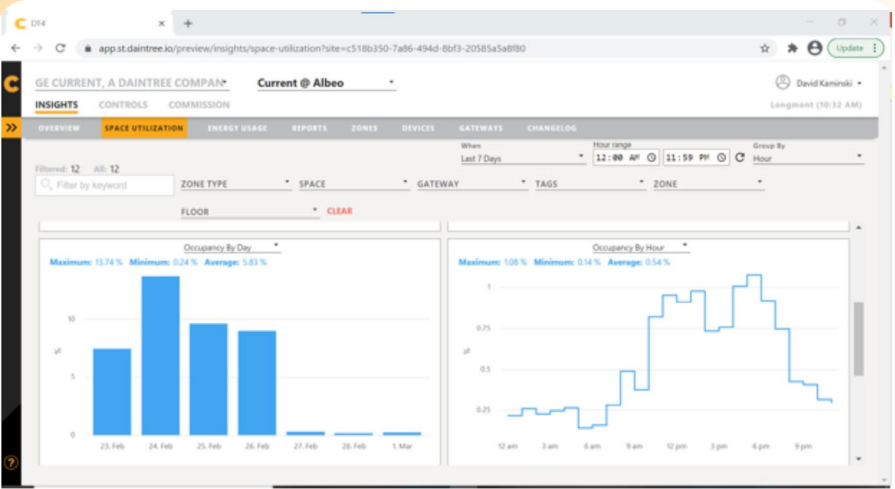 DT4
app.st.daintree.io/preview/insights/space-utilization?site=c518b350-7a86-494d-8bf3-20585a5a8f80
Update
GE CURRENT, A DAINTREE COMPAN
Current @ Albeo
David Kaminski
INSIGHTS CONTROLS COMMISSION
Longmont (10:32 AM)
OVERVIEW SPACE UTILIZATION ENERGY USAGE REPORTS ZONES DEVICES GATEWAYS CHANGELOG
When Hour range Group By
Last 7 Days 12:00 AM 11:59 PM Hour
Filtered: 12 All: 12
Filter by keyword ZONE TYPE SPACE GATEWAY TAGS ZONE
FLOOR CLEAR
Occupancy By Day
Maximum: 13.74 % Minimum: 0.24 % Average: 5.83 %
10
%
5
0
23. Feb 24. Feb 25. Feb 26. Feb 27. Feb 28. Feb 1. Mar
Occupancy By Hour
Maximum: 1.08 % Minimum: 0.14 % Average: 0.54 %
1
0.75
%
0.5
0.25
12 am 3 am 6 am 9 am 12 pm 3 pm 6 pm 9 pm